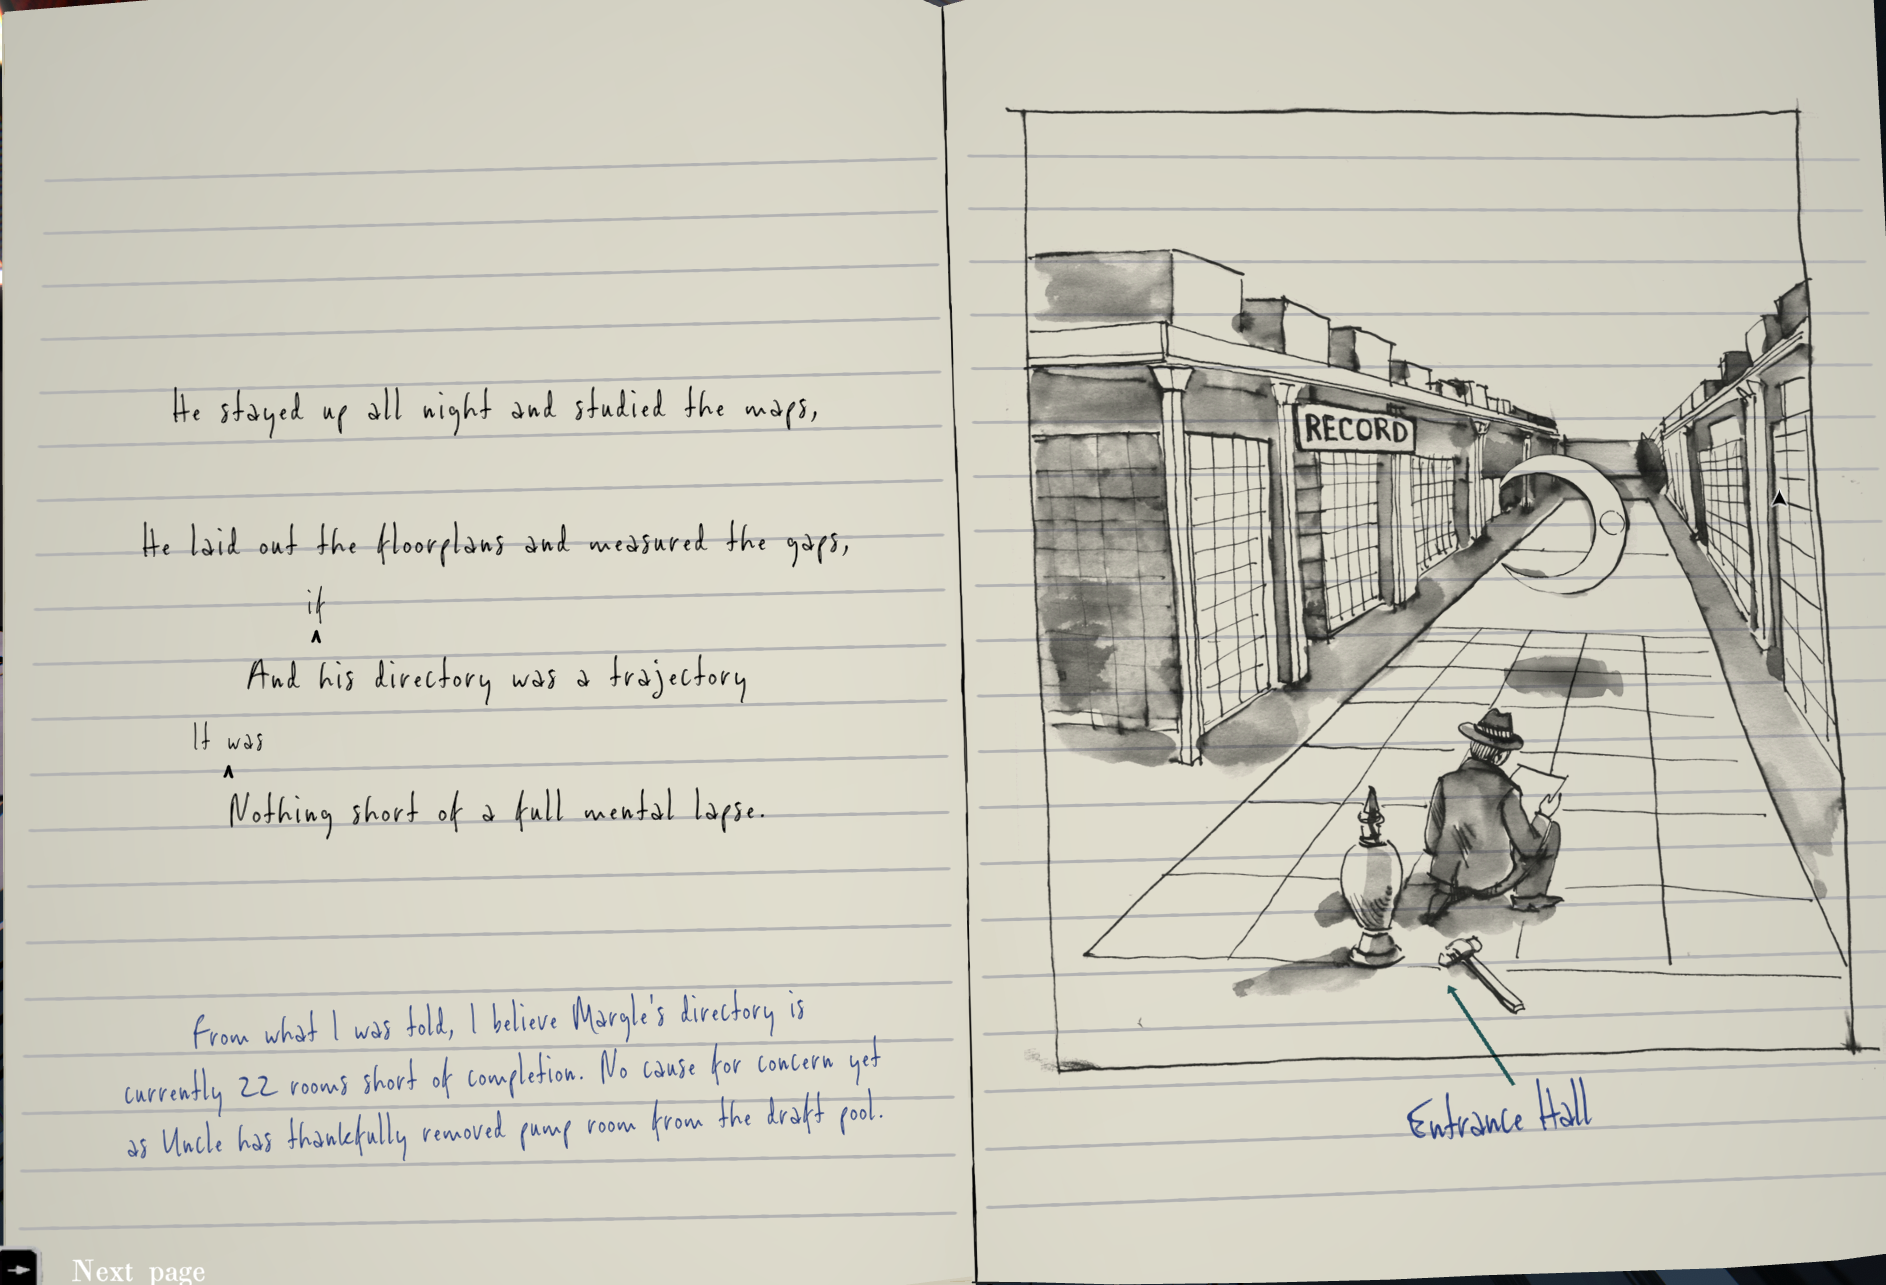 He stayed up all night and studied the maps,
He laid out the floorplans and measured the gaps,
if
^
And his directory was a trajectory
It was
^
Nothing short of a full mental lapse.
From what I was told, I believe Margle's directory is
currently 22 rooms short of completion. No cause for concern yet
as Uncle has thankfully removed pump room from the draft pool.
Next page
RECORD
Entrance Hall